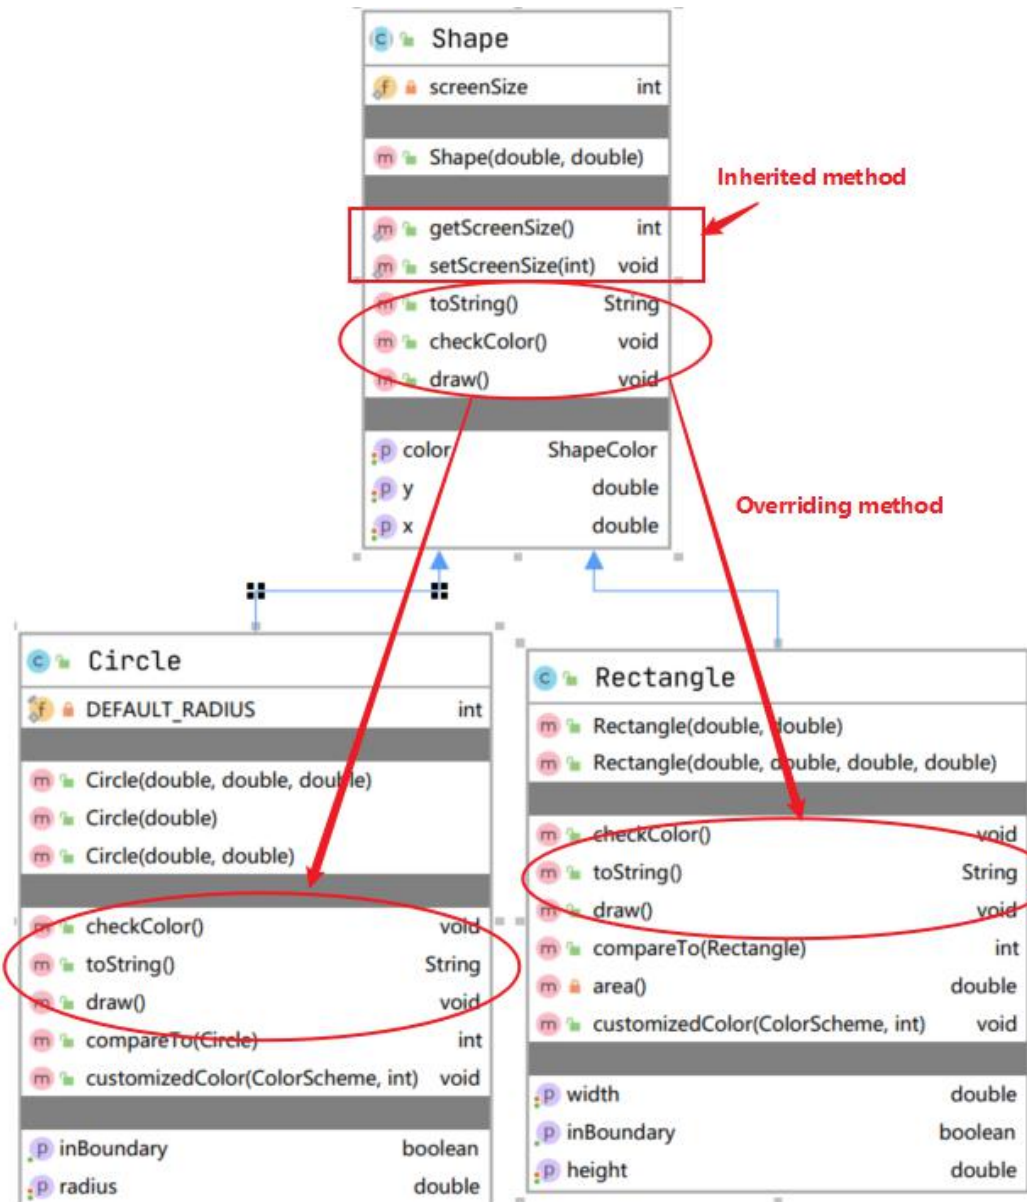 Shape
screenSize int
Shape(double, double)
Inherited method
getScreenSize() int
setScreenSize(int) void
toString() String
checkColor() void
draw() void
color ShapeColor
y double
x double
Overriding method
Circle
DEFAULT_RADIUS int
Circle(double, double, double)
Circle(double)
Circle(double, double)
checkColor() void
toString() String
draw() void
compareTo(Circle) int
customizedColor(ColorScheme, int) void
inBoundary boolean
radius double
Rectangle
Rectangle(double, double)
Rectangle(double, double, double, double)
checkColor() void
toString() String
draw() void
compareTo(Rectangle) int
area() double
customizedColor(ColorScheme, int) void
width double
inBoundary boolean
height double